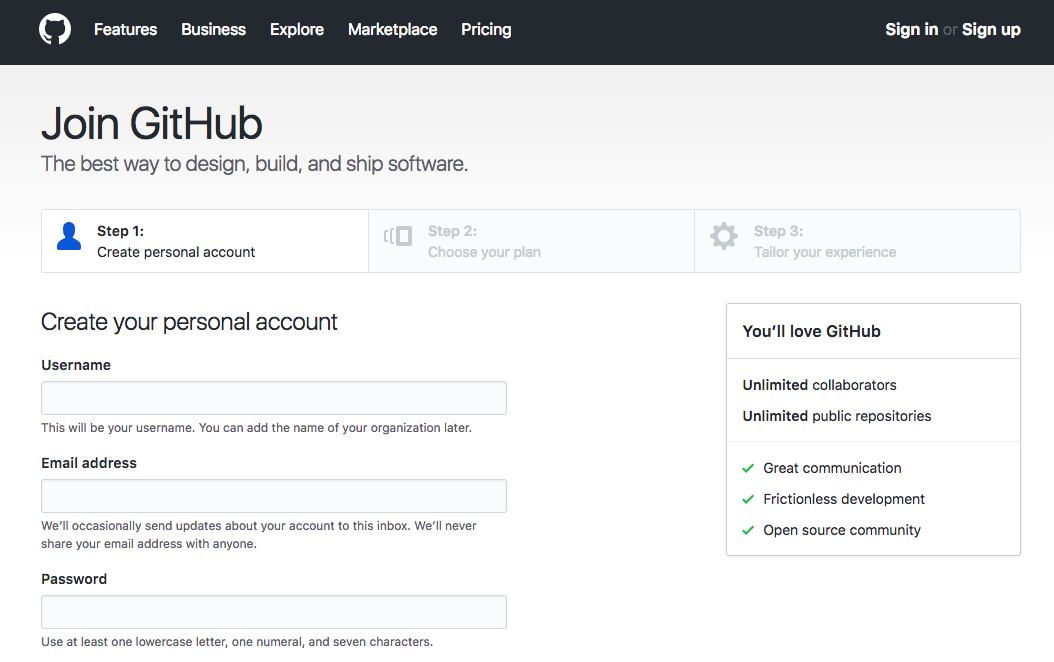 Features Business Explore Marketplace Pricing Sign in or Sign up
Join GitHub
The best way to design, build, and ship software.
Step 1:
Create personal account
Step 2:
Choose your plan
Step 3:
Tailor your experience
Create your personal account
Username
This will be your username. You can add the name of your organization later.
Email address
We’ll occasionally send updates about your account to this inbox. We’ll never
share your email address with anyone.
Password
Use at least one lowercase letter, one numeral, and seven characters.
You’ll love GitHub
Unlimited collaborators
Unlimited public repositories
Great communication
Frictionless development
Open source community